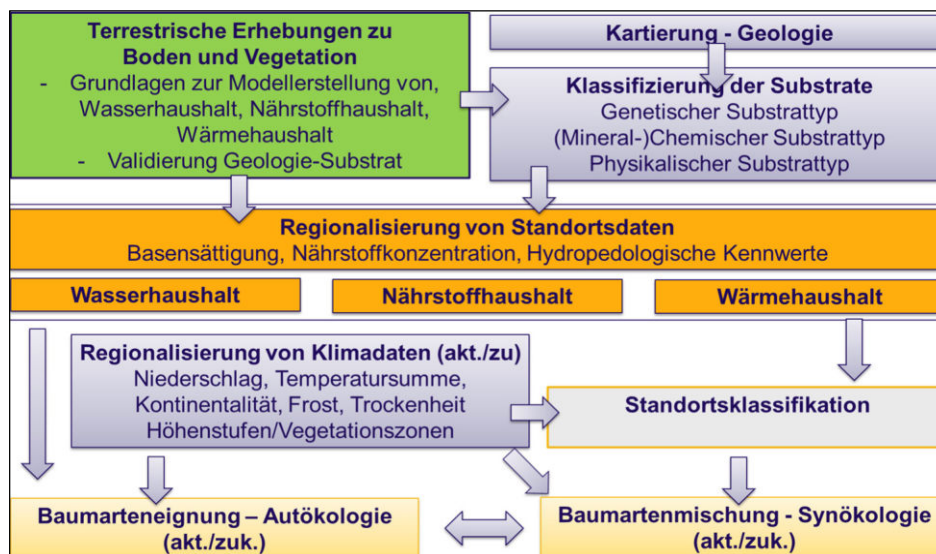 Terrestrische Erhebungen zu
Boden und Vegetation
- Grundlagen zur Modellerstellung von,
Wasserhaushalt, Nährstoffhaushalt,
Wärmehaushalt
- Validierung Geologie-Substrat
Kartierung - Geologie
Klassifizierung der Substrate
Genetischer Substrattyp
(Mineral-)Chemischer Substrattyp
Physikalischer Substrattyp
Regionalisierung von Standortsdaten
Basensättigung, Nährstoffkonzentration, Hydropedologische Kennwerte
Wasserhaushalt
Nährstoffhaushalt
Wärmehaushalt
Regionalisierung von Klimadaten (akt./zu)
Niederschlag, Temperatursumme,
Kontinentalität, Frost, Trockenheit
Höhenstufen/Vegetationszonen
Standortsklassifikation
Baumarteneignung – Autökologie
(akt./zuk.)
Baumartenmischung - Synökologie
(akt./zuk.)